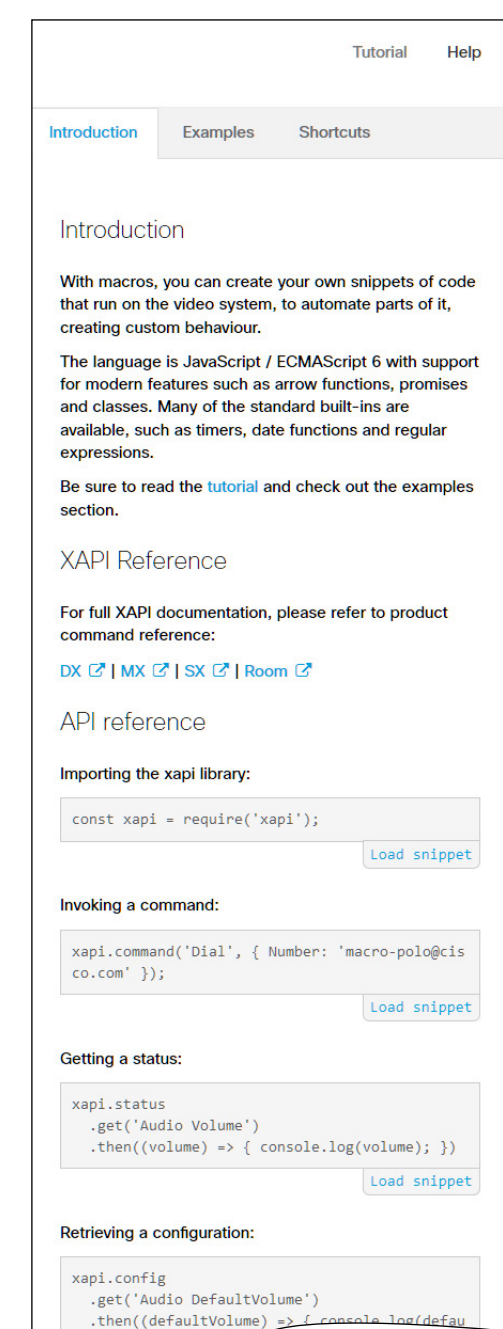 Tutorial Help
Introduction Examples Shortcuts
Introduction
With macros, you can create your own snippets of code
that run on the video system, to automate parts of it,
creating custom behaviour.
The language is JavaScript / ECMAScript 6 with support
for modern features such as arrow functions, promises
and classes. Many of the standard built-ins are
available, such as timers, date functions and regular
expressions.
Be sure to read the tutorial and check out the examples
section.
XAPI Reference
For full XAPI documentation, please refer to product
command reference:
DX | MX | SX | Room
API reference
Importing the xapi library:
const xapi = require('xapi');
Load snippet
Invoking a command:
xapi.command('Dial', { Number: 'macro-polo@cis
co.com' });
Load snippet
Getting a status:
xapi.status
  .get('Audio Volume')
  .then((volume) => { console.log(volume); })
Load snippet
Retrieving a configuration:
xapi.config
  .get('Audio DefaultVolume')
  .then((defaultVolume) => { console.log(defau